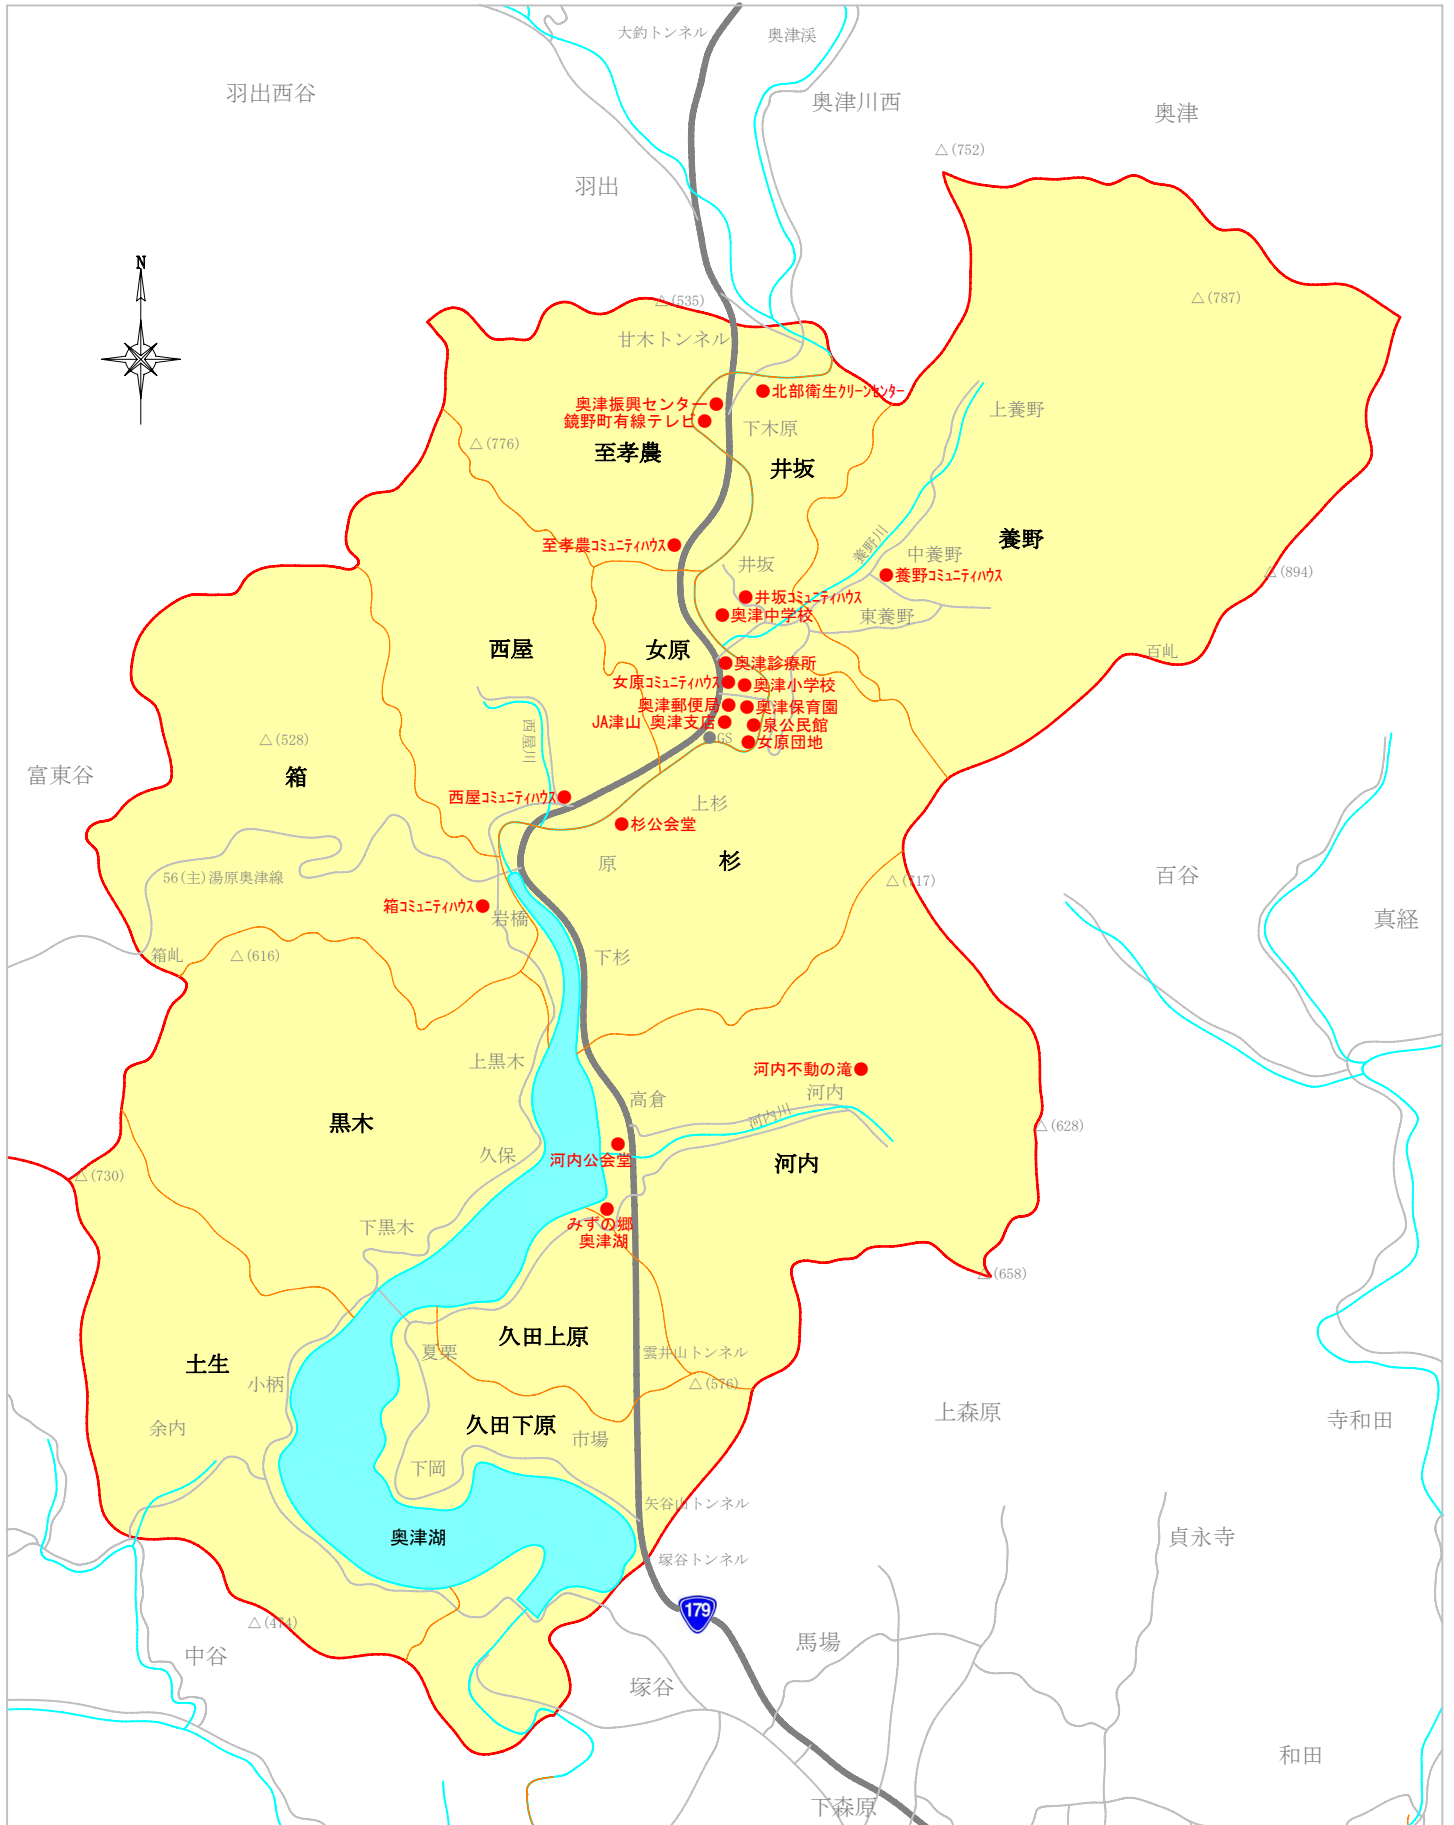 大釣トンネル
奥津渓
羽出西谷
奥津川西
奥津
△(752)
羽出
N
△(535)
△(787)
甘木トンネル
北部衛生ｸﾘｰﾝｾﾝﾀｰ
奥津振興センター
鏡野町有線テレビ
上養野
下木原
△(776)
至孝農
井坂
養野
養野川
至孝農ｺﾐｭﾆﾃｨﾊｳｽ
中養野
井坂
養野ｺﾐｭﾆﾃｨﾊｳｽ
△(894)
井坂ｺﾐｭﾆﾃｨﾊｳｽ
奥津中学校
東養野
西屋
女原
百乢
奥津診療所
女原ｺﾐｭﾆﾃｨﾊｳｽ
奥津小学校
奥津郵便局
奥津保育園
JA津山 奥津支店
泉公民館
GS
女原団地
西屋川
△(528)
箱
富東谷
西屋ｺﾐｭﾆﾃｨﾊｳｽ
上杉
杉公会堂
原
杉
56(主)湯原奥津線
△(717)
百谷
箱ｺﾐｭﾆﾃｨﾊｳｽ
岩橋
真経
箱乢
△(616)
下杉
上黒木
河内不動の滝
高倉
河内
河内川
黒木
△(628)
久保
河内公会堂
河内
△(730)
下黒木
みずの郷
奥津湖
△(658)
久田上原
夏栗
雲井山トンネル
土生
小柄
△(576)
余内
久田下原
市場
上森原
寺和田
下岡
矢谷山トンネル
奥津湖
貞永寺
塚谷トンネル
179
△(474)
馬場
中谷
塚谷
和田
下森原